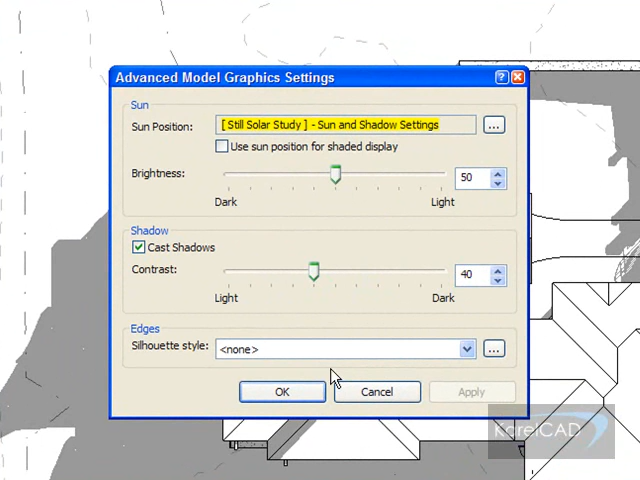 Advanced Model Graphics Settings
Sun
Sun Position:
[ Still Solar Study ] - Sun and Shadow Settings
...
Use sun position for shaded display
Brightness:
50
Dark
Light
Shadow
Cast Shadows
Contrast:
40
Light
Dark
Edges
Silhouette style:
<none>
...
OK
Cancel
Apply
KarelCAD